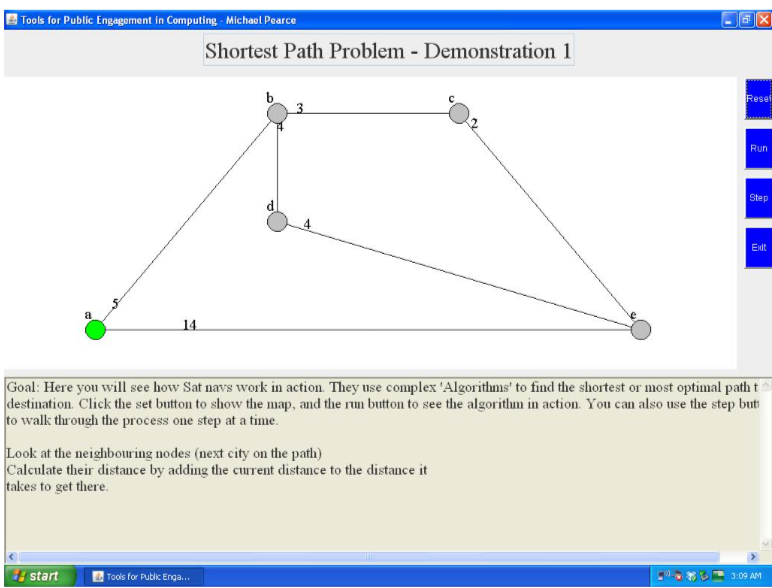 Tools for Public Engagement in Computing - Michael Pearce
Shortest Path Problem - Demonstration 1
b
3
c
4
2
Reset
Run
d
4
Step
Exit
5
a
14
e
Goal: Here you will see how Sat navs work in action. They use complex 'Algorithms' to find the shortest or most optimal path t
destination. Click the set button to show the map, and the run button to see the algorithm in action. You can also use the step butt
to walk through the process one step at a time.
Look at the neighbouring nodes (next city on the path)
Calculate their distance by adding the current distance to the distance it
takes to get there.
start
Tools for Public Enga...
3:09 AM